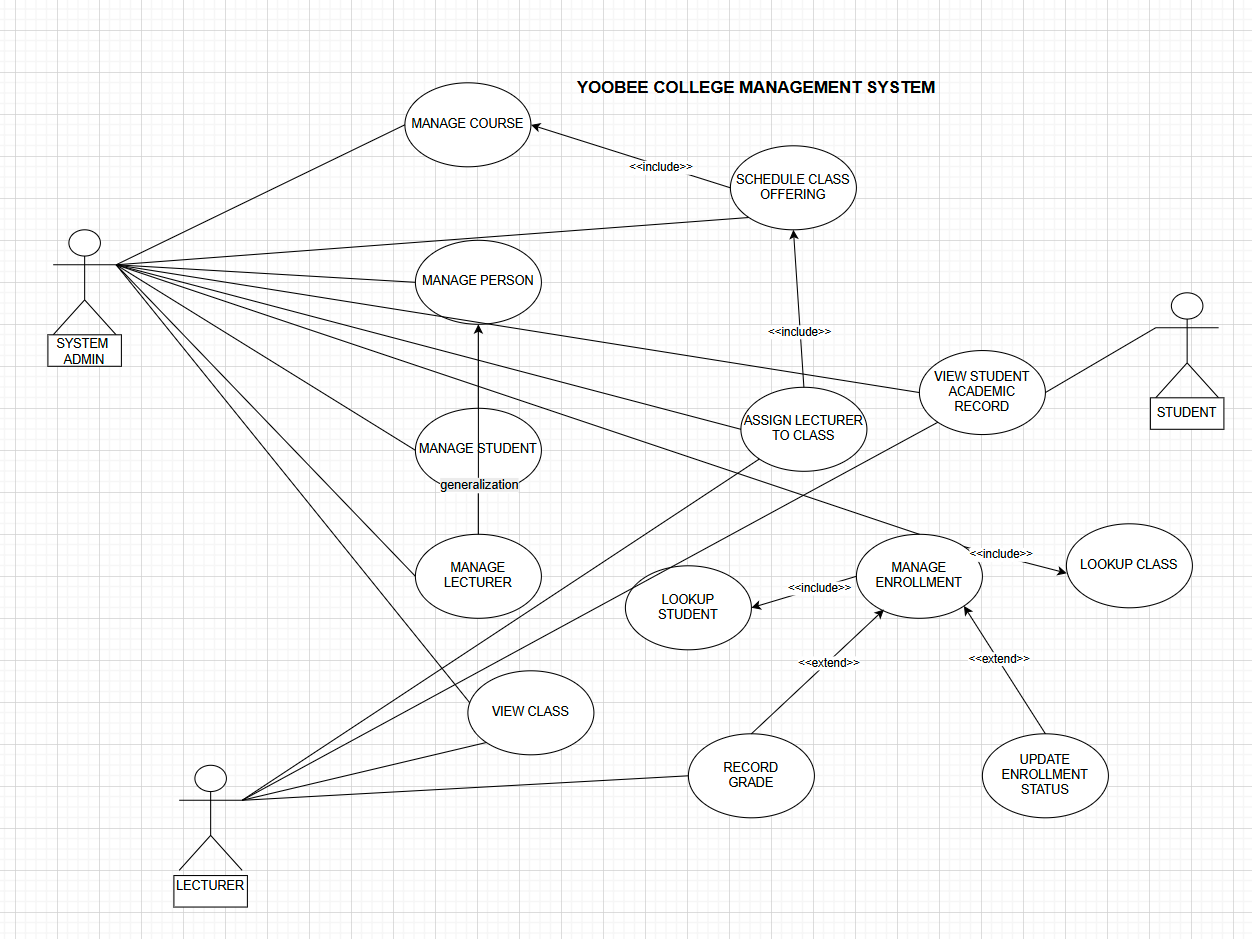 YOOBEE COLLEGE MANAGEMENT SYSTEM
MANAGE COURSE
<<include>>
SCHEDULE CLASS
OFFERING
MANAGE PERSON
SYSTEM
ADMIN
<<include>>
VIEW STUDENT
ACADEMIC
RECORD
STUDENT
ASSIGN LECTURER
TO CLASS
MANAGE STUDENT
generalization
MANAGE
LECTURER
<<include>>
LOOKUP CLASS
MANAGE
ENROLLMENT
<<include>>
LOOKUP
STUDENT
<<extend>>
<<extend>>
VIEW CLASS
RECORD
GRADE
UPDATE
ENROLLMENT
STATUS
LECTURER